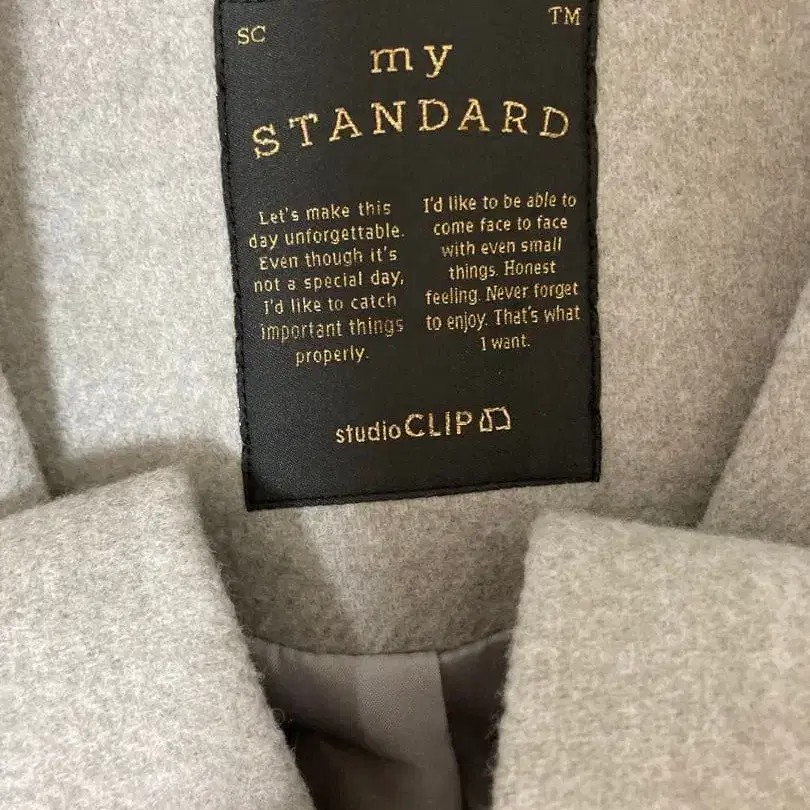 SC
TM
my
STANDARD
Let's make this
day unforgettable.
Even though it's
not a special day,
I'd like to catch
important things
properly.
I'd like to be able to
come face to face
with even small
things. Honest
feeling. Never forget
to enjoy. That's what
I want.
studioCLIP